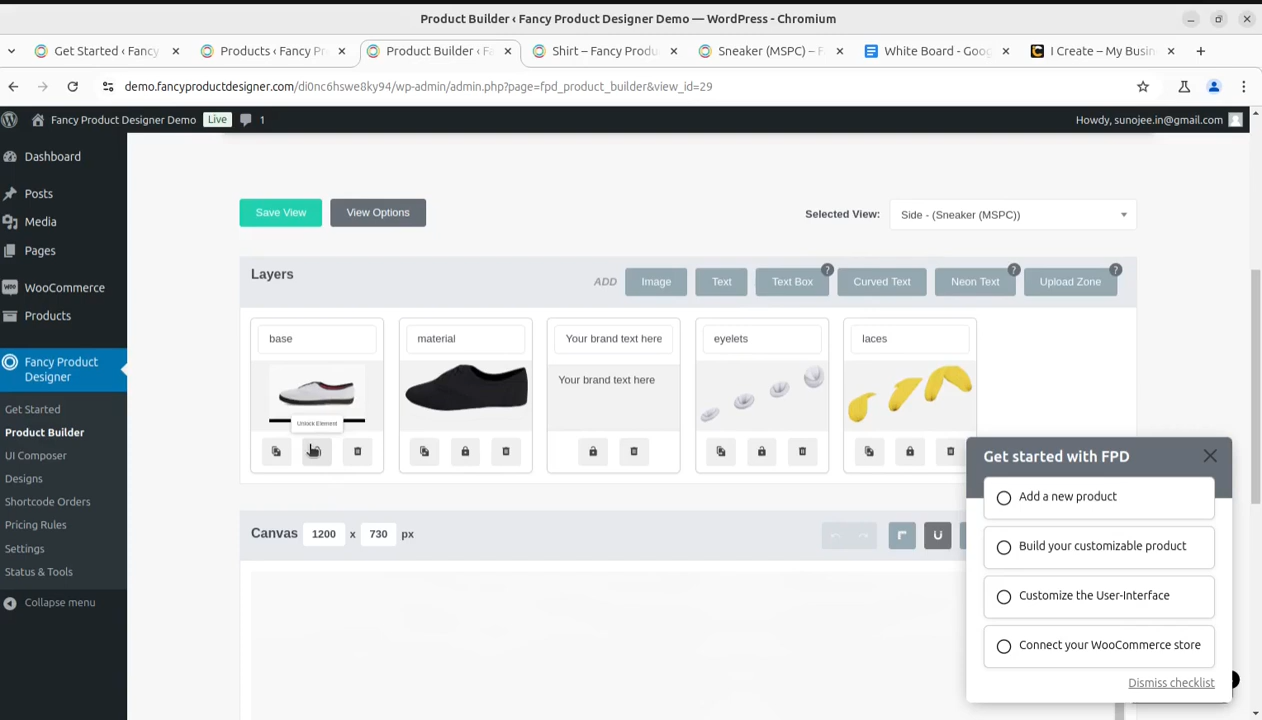 Product Builder ‹ Fancy Product Designer Demo — WordPress - Chromium
Get Started ‹ Fancy
Products ‹ Fancy Pr
Product Builder ‹ Fa
Shirt – Fancy Produ
Sneaker (MSPC) – F
White Board - Goog
I Create – My Busin
demo.fancyproductdesigner.com/di0nc6hswe8ky94/wp-admin/admin.php?page=fpd_product_builder&view_id=29
Fancy Product Designer Demo Live 1
Howdy, sunojee.in@gmail.com
Dashboard
Posts
Media
Pages
WooCommerce
Products
Fancy Product
Designer
Get Started
Product Builder
UI Composer
Designs
Shortcode Orders
Pricing Rules
Settings
Status & Tools
Collapse menu
Save View
View Options
Selected View: Side - (Sneaker (MSPC))
Layers
ADD Image Text Text Box ? Curved Text Neon Text ? Upload Zone ?
base
material
Your brand text here
eyelets
laces
Your brand text here
Unlock Element
Canvas 1200 x 730 px
Get started with FPD
Add a new product
Build your customizable product
Customize the User-Interface
Connect your WooCommerce store
Dismiss checklist